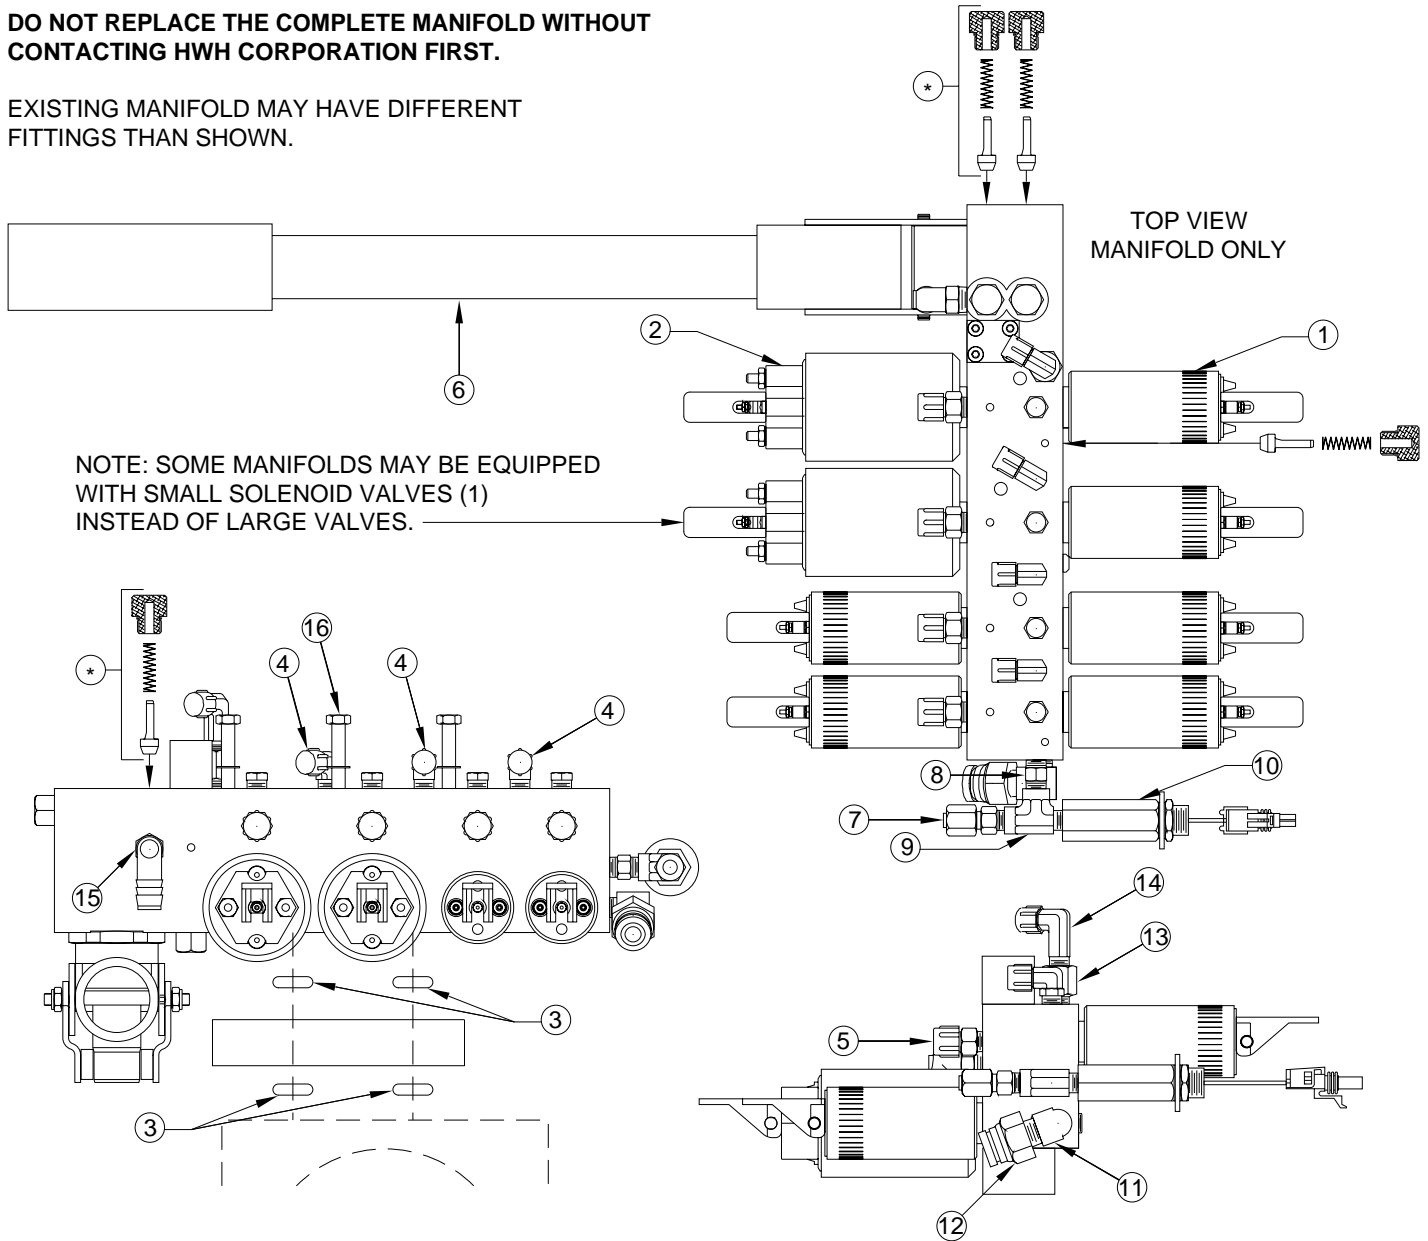 DO NOT REPLACE THE COMPLETE MANIFOLD WITHOUT
CONTACTING HWH CORPORATION FIRST.
EXISTING MANIFOLD MAY HAVE DIFFERENT
FITTINGS THAN SHOWN.
*
TOP VIEW
MANIFOLD ONLY
2
1
6
NOTE: SOME MANIFOLDS MAY BE EQUIPPED
WITH SMALL SOLENOID VALVES (1)
INSTEAD OF LARGE VALVES.
*
16
4
4
4
8
10
7
9
15
14
13
3
5
3
11
12